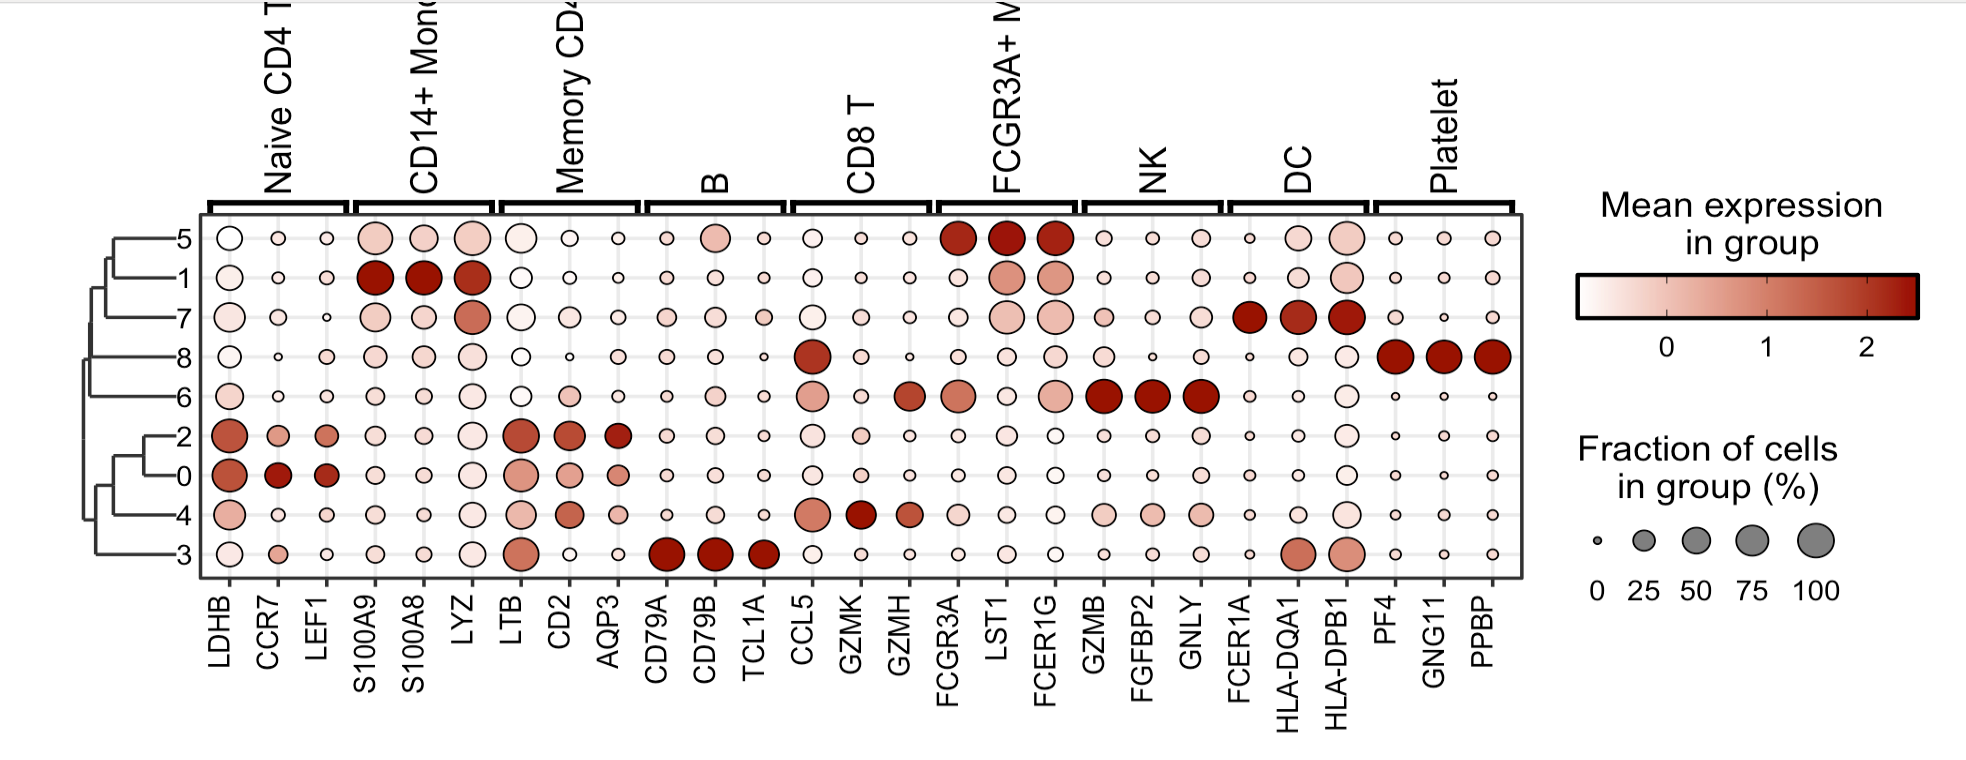 Naive CD4 T
CD14+ Mono
Memory CD4
B
CD8 T
FCGR3A+ M
NK
DC
Platelet
5
1
7
8
6
2
0
4
3
LDHB
CCR7
LEF1
S100A9
S100A8
LYZ
LTB
CD2
AQP3
CD79A
CD79B
TCL1A
CCL5
GZMK
GZMH
FCGR3A
LST1
FCER1G
GZMB
FGFBP2
GNLY
FCER1A
HLA-DQA1
HLA-DPB1
PF4
GNG11
PPBP
Mean expression
in group
0 1 2
Fraction of cells
in group (%)
0 25 50 75 100